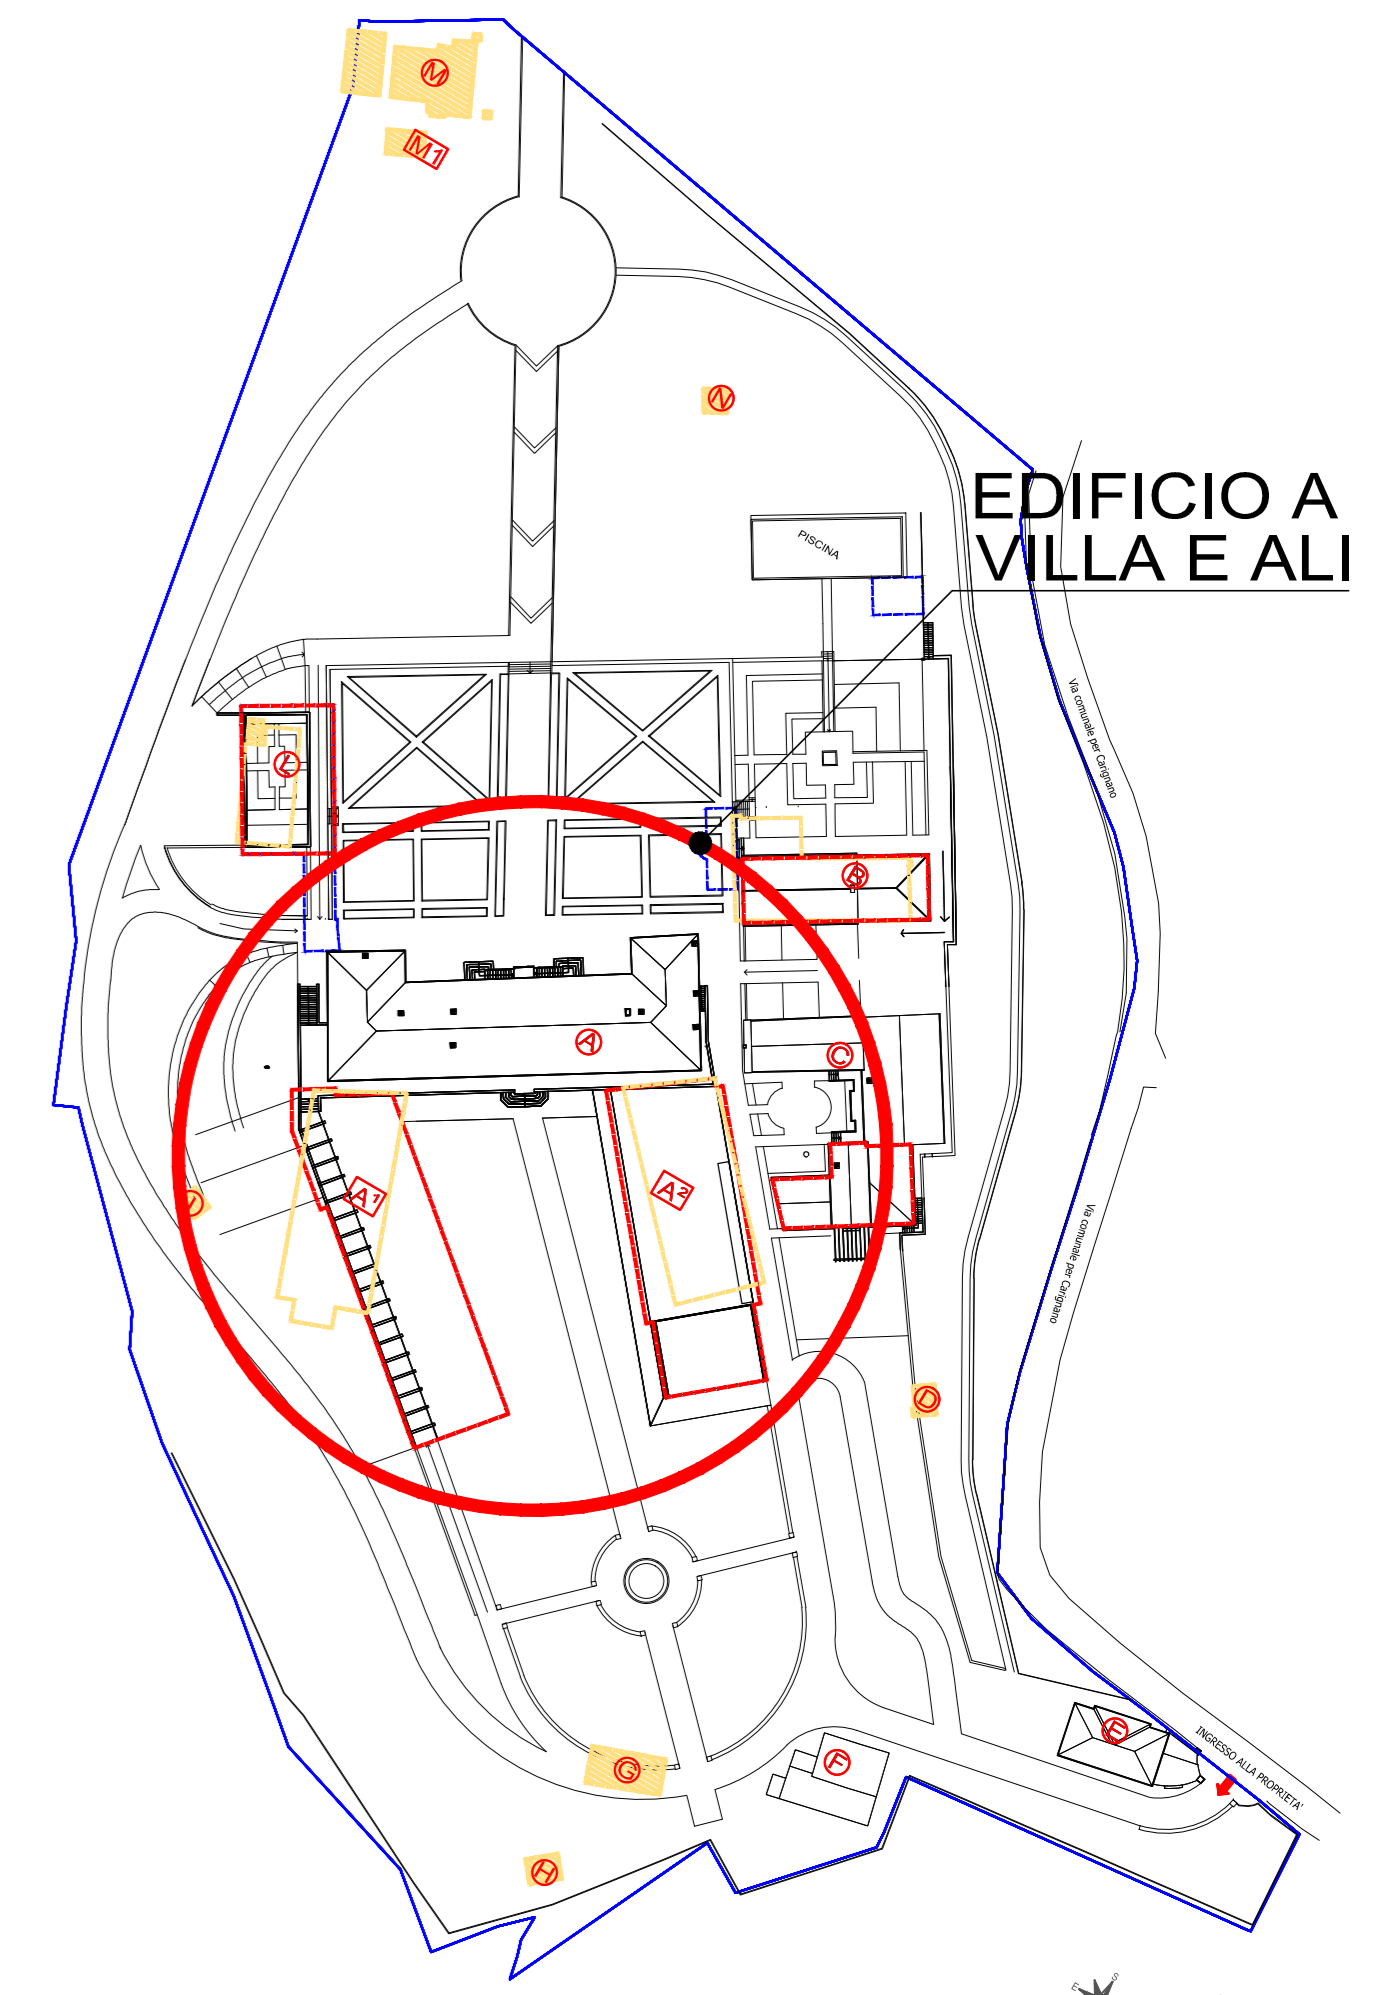 M
M1
N
EDIFICIO A
VILLA E ALI
PISCINA
Via comunale per Carignano
L
B
A
C
A1
A2
I
Via comunale per Carignano
D
E
INGRESSO ALLA PROPRIETA'
F
G
H
E
S